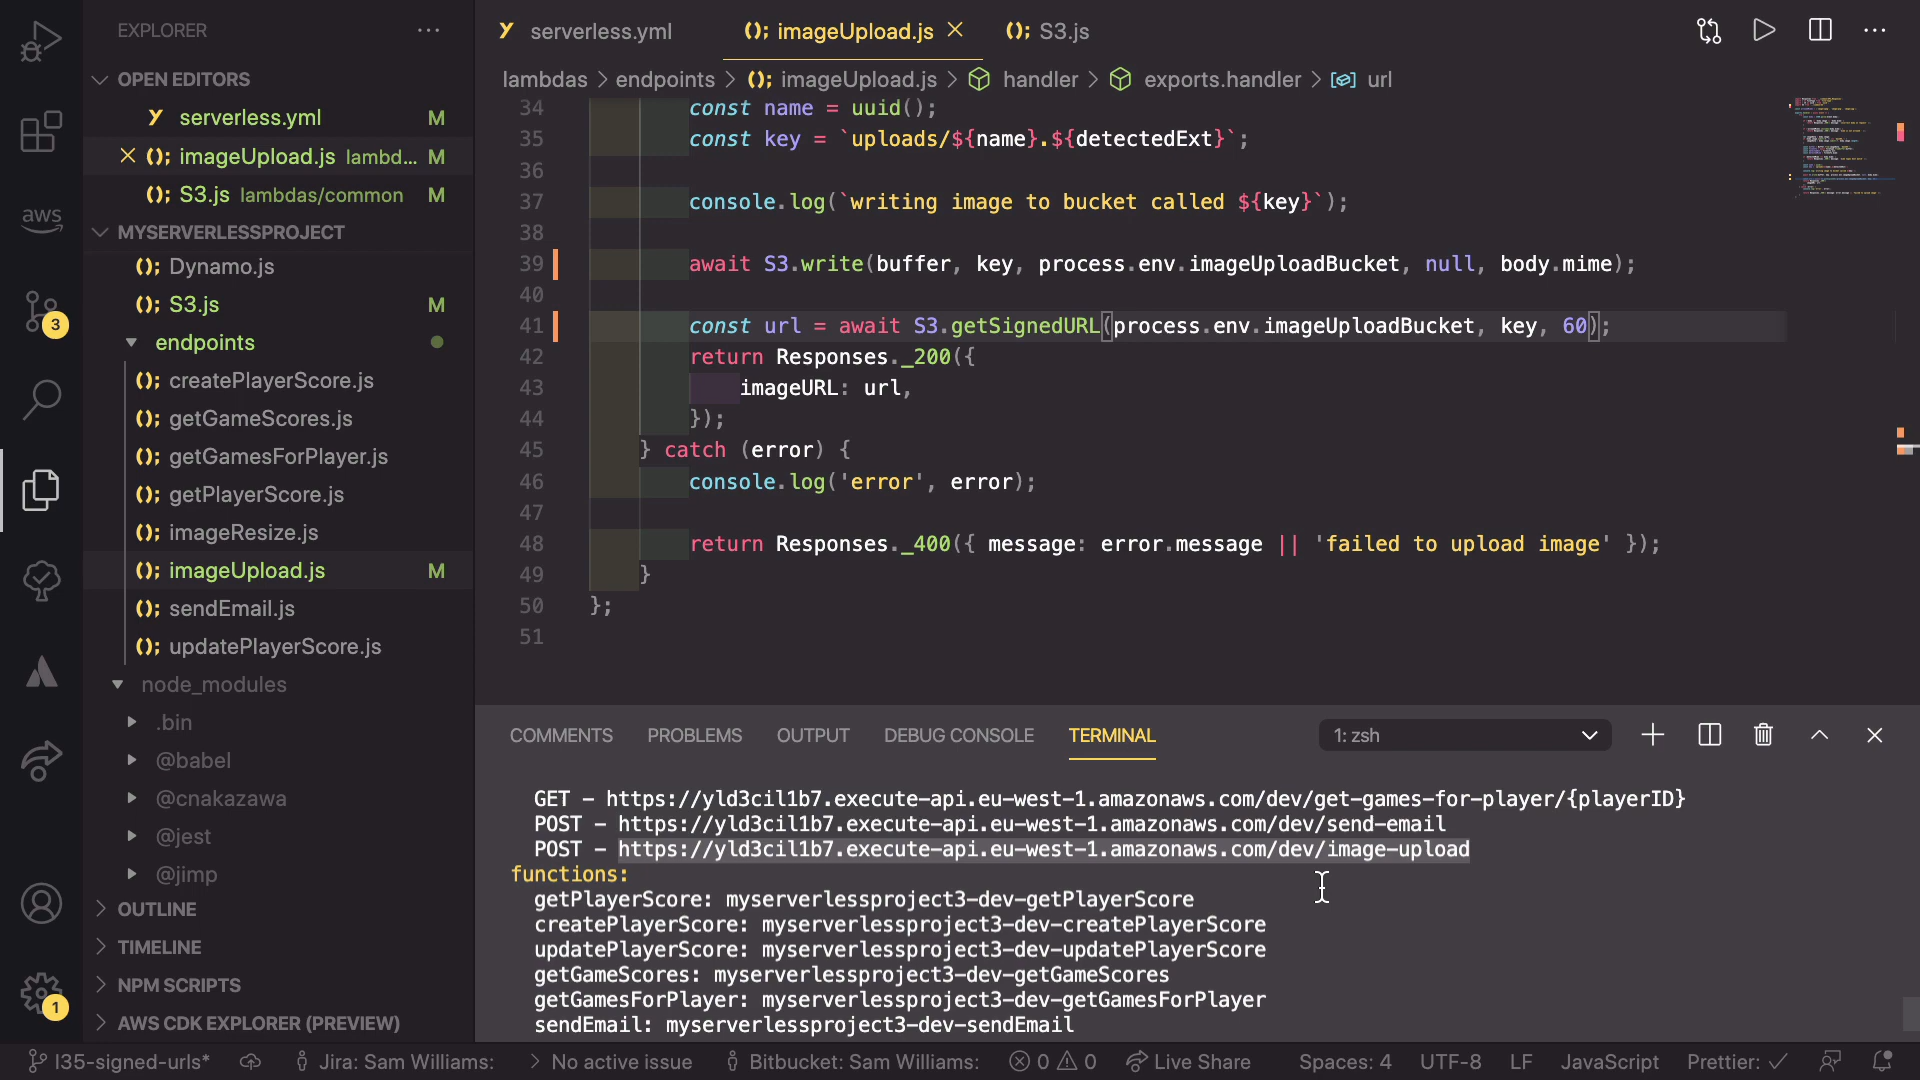 EXPLORER
serverless.yml
imageUpload.js
S3.js
OPEN EDITORS
serverless.yml M
imageUpload.js lambd... M
S3.js lambdas/common M
MYSERVERLESSPROJECT
Dynamo.js
S3.js M
endpoints
createPlayerScore.js
getGameScores.js
getGamesForPlayer.js
getPlayerScore.js
imageResize.js
imageUpload.js M
sendEmail.js
updatePlayerScore.js
node_modules
.bin
@babel
@cnakazawa
@jest
@jimp
OUTLINE
TIMELINE
NPM SCRIPTS
AWS CDK EXPLORER (PREVIEW)
aws
3
1
lambdas > endpoints > imageUpload.js > handler > exports.handler > url
34 const name = uuid();
35 const key = `uploads/${name}.${detectedExt}`;
36
37 console.log(`writing image to bucket called ${key}`);
38
39 await S3.write(buffer, key, process.env.imageUploadBucket, null, body.mime);
40
41 const url = await S3.getSignedURL(process.env.imageUploadBucket, key, 60);
42 return Responses._200({
43 imageURL: url,
44 });
45 } catch (error) {
46 console.log('error', error);
47
48 return Responses._400({ message: error.message || 'failed to upload image' });
49 }
50 };
51
COMMENTS PROBLEMS OUTPUT DEBUG CONSOLE TERMINAL 1: zsh
GET - https://yld3cil1b7.execute-api.eu-west-1.amazonaws.com/dev/get-games-for-player/{playerID}
POST - https://yld3cil1b7.execute-api.eu-west-1.amazonaws.com/dev/send-email
POST - https://yld3cil1b7.execute-api.eu-west-1.amazonaws.com/dev/image-upload
functions:
getPlayerScore: myserverlessproject3-dev-getPlayerScore
createPlayerScore: myserverlessproject3-dev-createPlayerScore
updatePlayerScore: myserverlessproject3-dev-updatePlayerScore
getGameScores: myserverlessproject3-dev-getGameScores
getGamesForPlayer: myserverlessproject3-dev-getGamesForPlayer
sendEmail: myserverlessproject3-dev-sendEmail
l35-signed-urls* Jira: Sam Williams: > No active issue Bitbucket: Sam Williams: 0 0 Live Share Spaces: 4 UTF-8 LF JavaScript Prettier: ✓